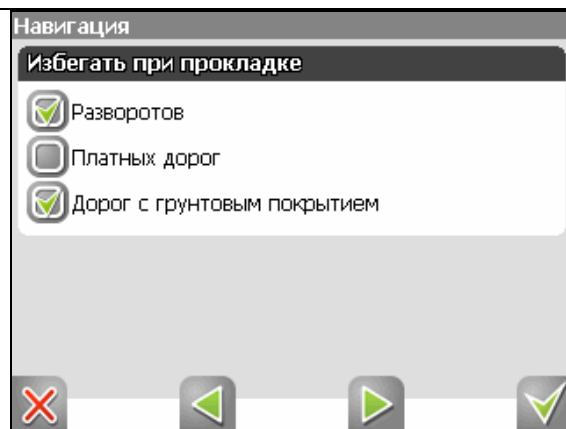 Навигация
Избегать при прокладке
Разворотов
Платных дорог
Дорог с грунтовым покрытием